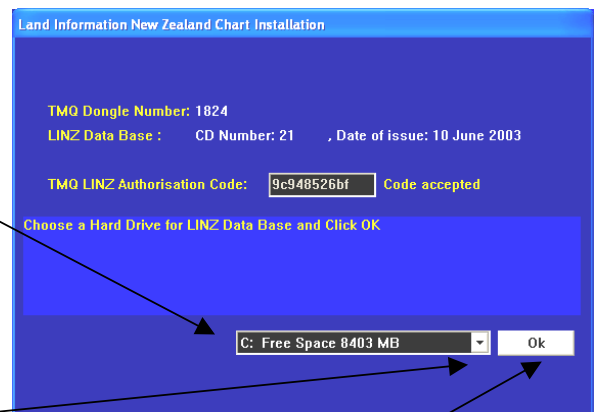 Land Information New Zealand Chart Installation
TMQ Dongle Number: 1824
LINZ Data Base : CD Number: 21 , Date of issue: 10 June 2003
TMQ LINZ Authorisation Code: 9c948526bf Code accepted
Choose a Hard Drive for LINZ Data Base and Click OK
C: Free Space 8403 MB Ok